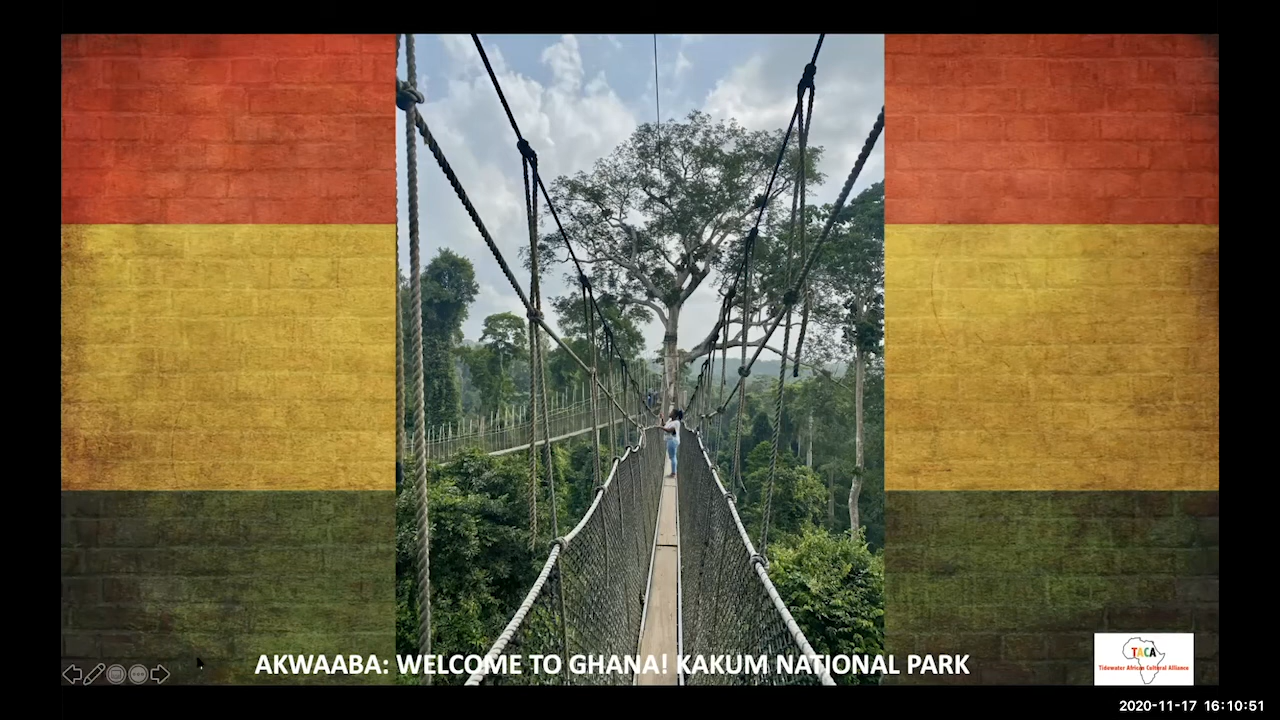 AKWAABA: WELCOME TO GHANA! KAKUM NATIONAL PARK
TACA
Tidewater African Cultural Alliance
2020-11-17 16:10:51